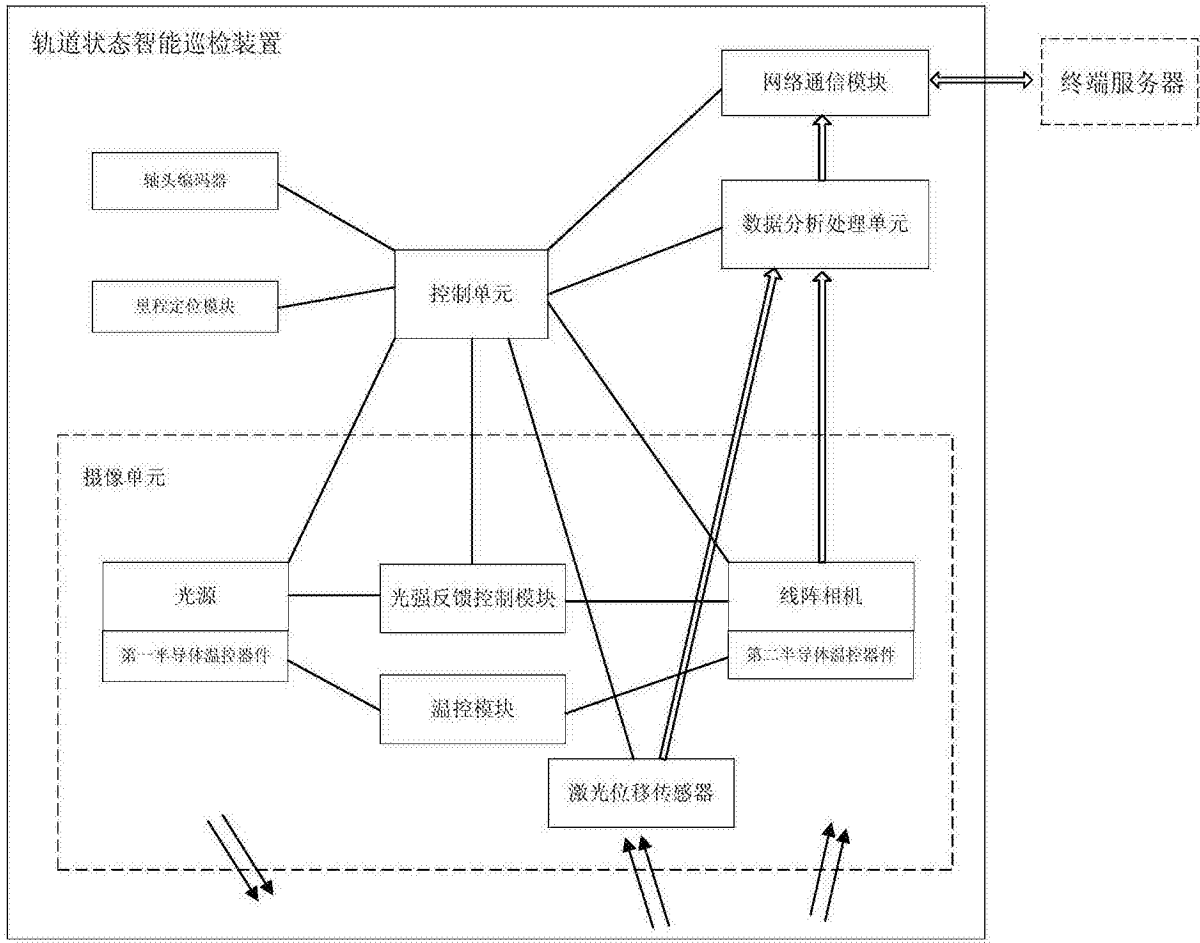 轨道状态智能巡检装置
网络通信模块
终端服务器
轴头编码器
数据分析处理单元
里程定位模块
控制单元
摄像单元
光源
光强反馈控制模块
线阵相机
第一半导体温控器件
第二半导体温控器件
温控模块
激光位移传感器